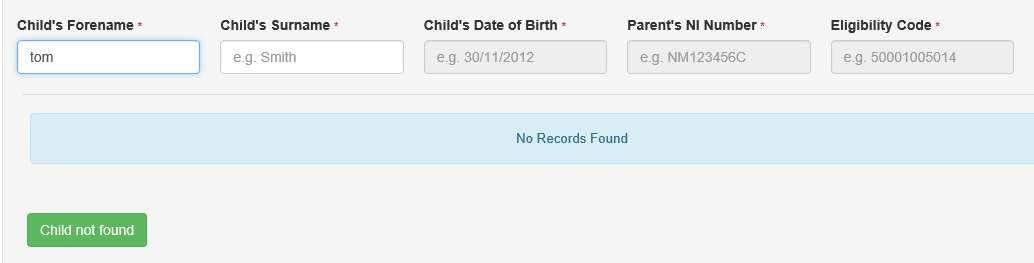 Child's Forename * Child's Surname * Child's Date of Birth * Parent's NI Number * Eligibility Code *
tom e.g. Smith e.g. 30/11/2012 e.g. NM123456C e.g. 50001005014
No Records Found
Child not found